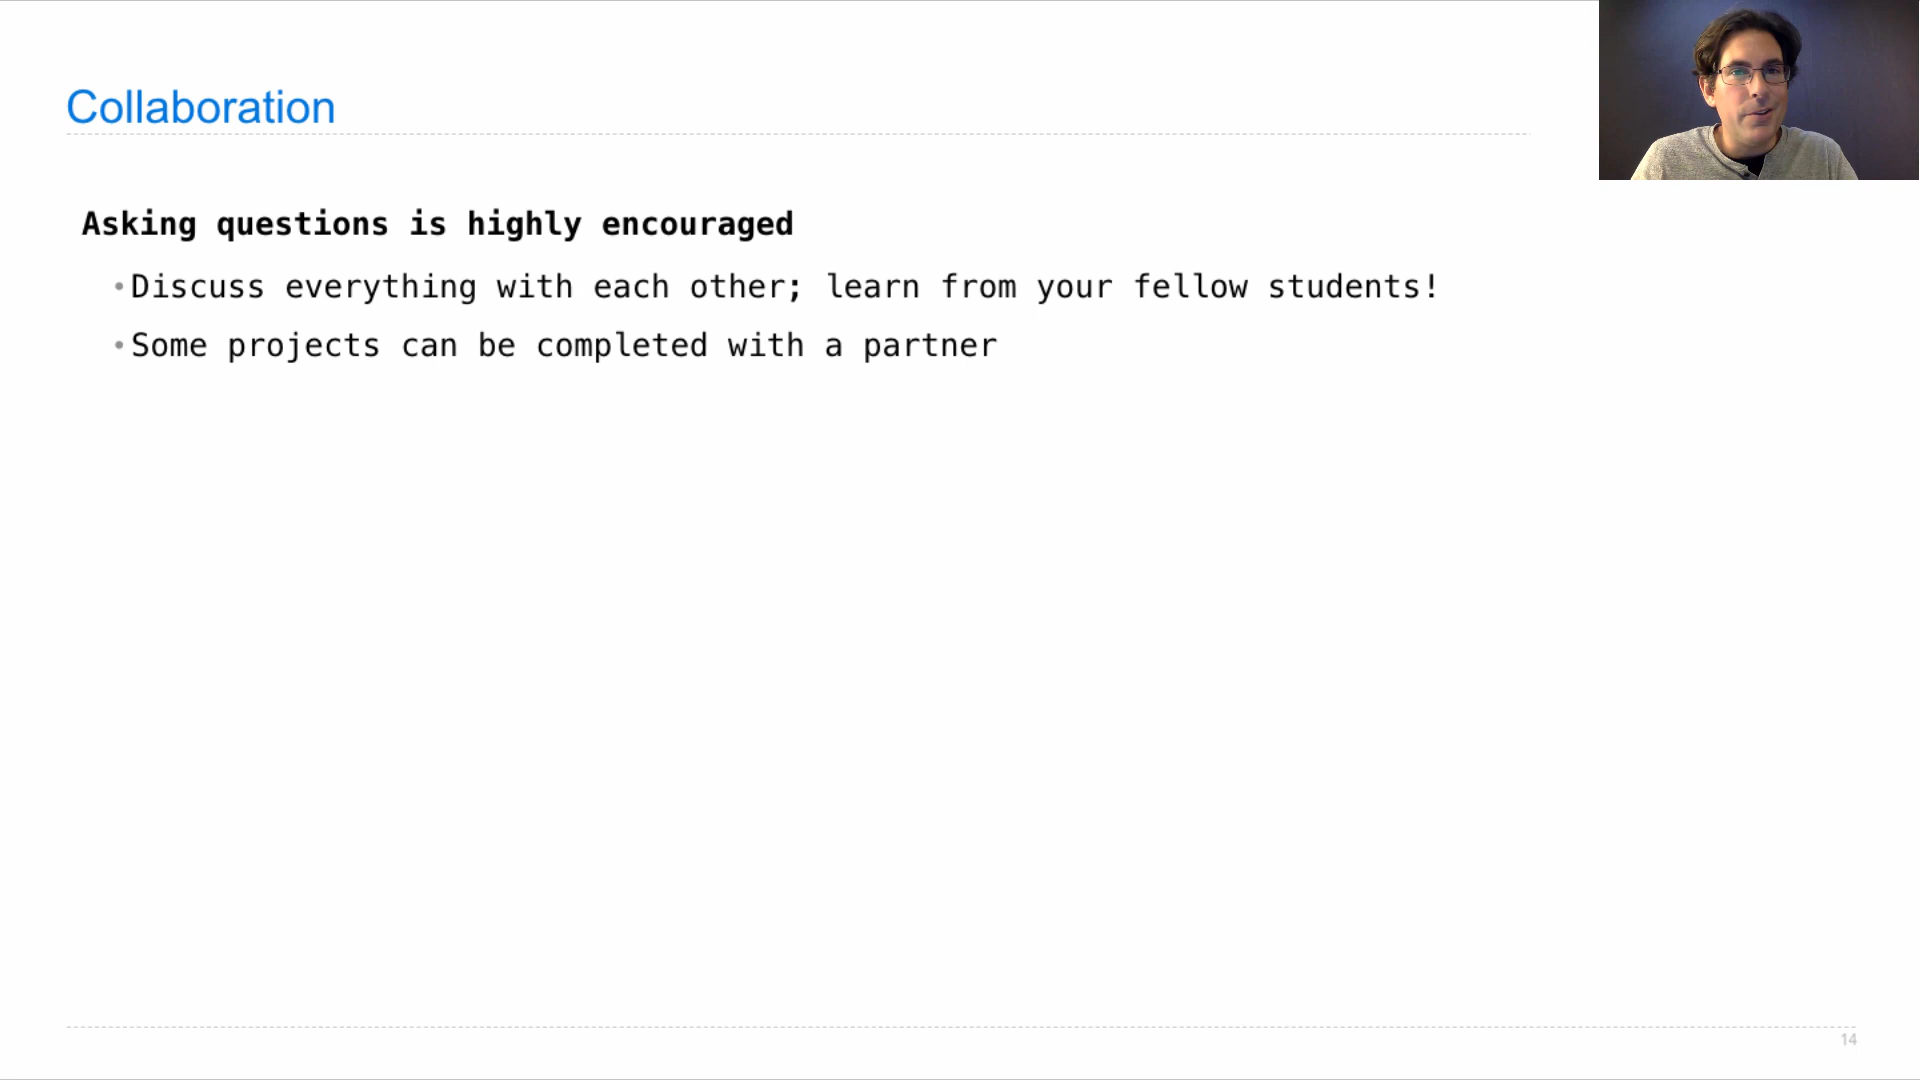 Collaboration
Asking questions is highly encouraged
•Discuss everything with each other; learn from your fellow students!
•Some projects can be completed with a partner
14